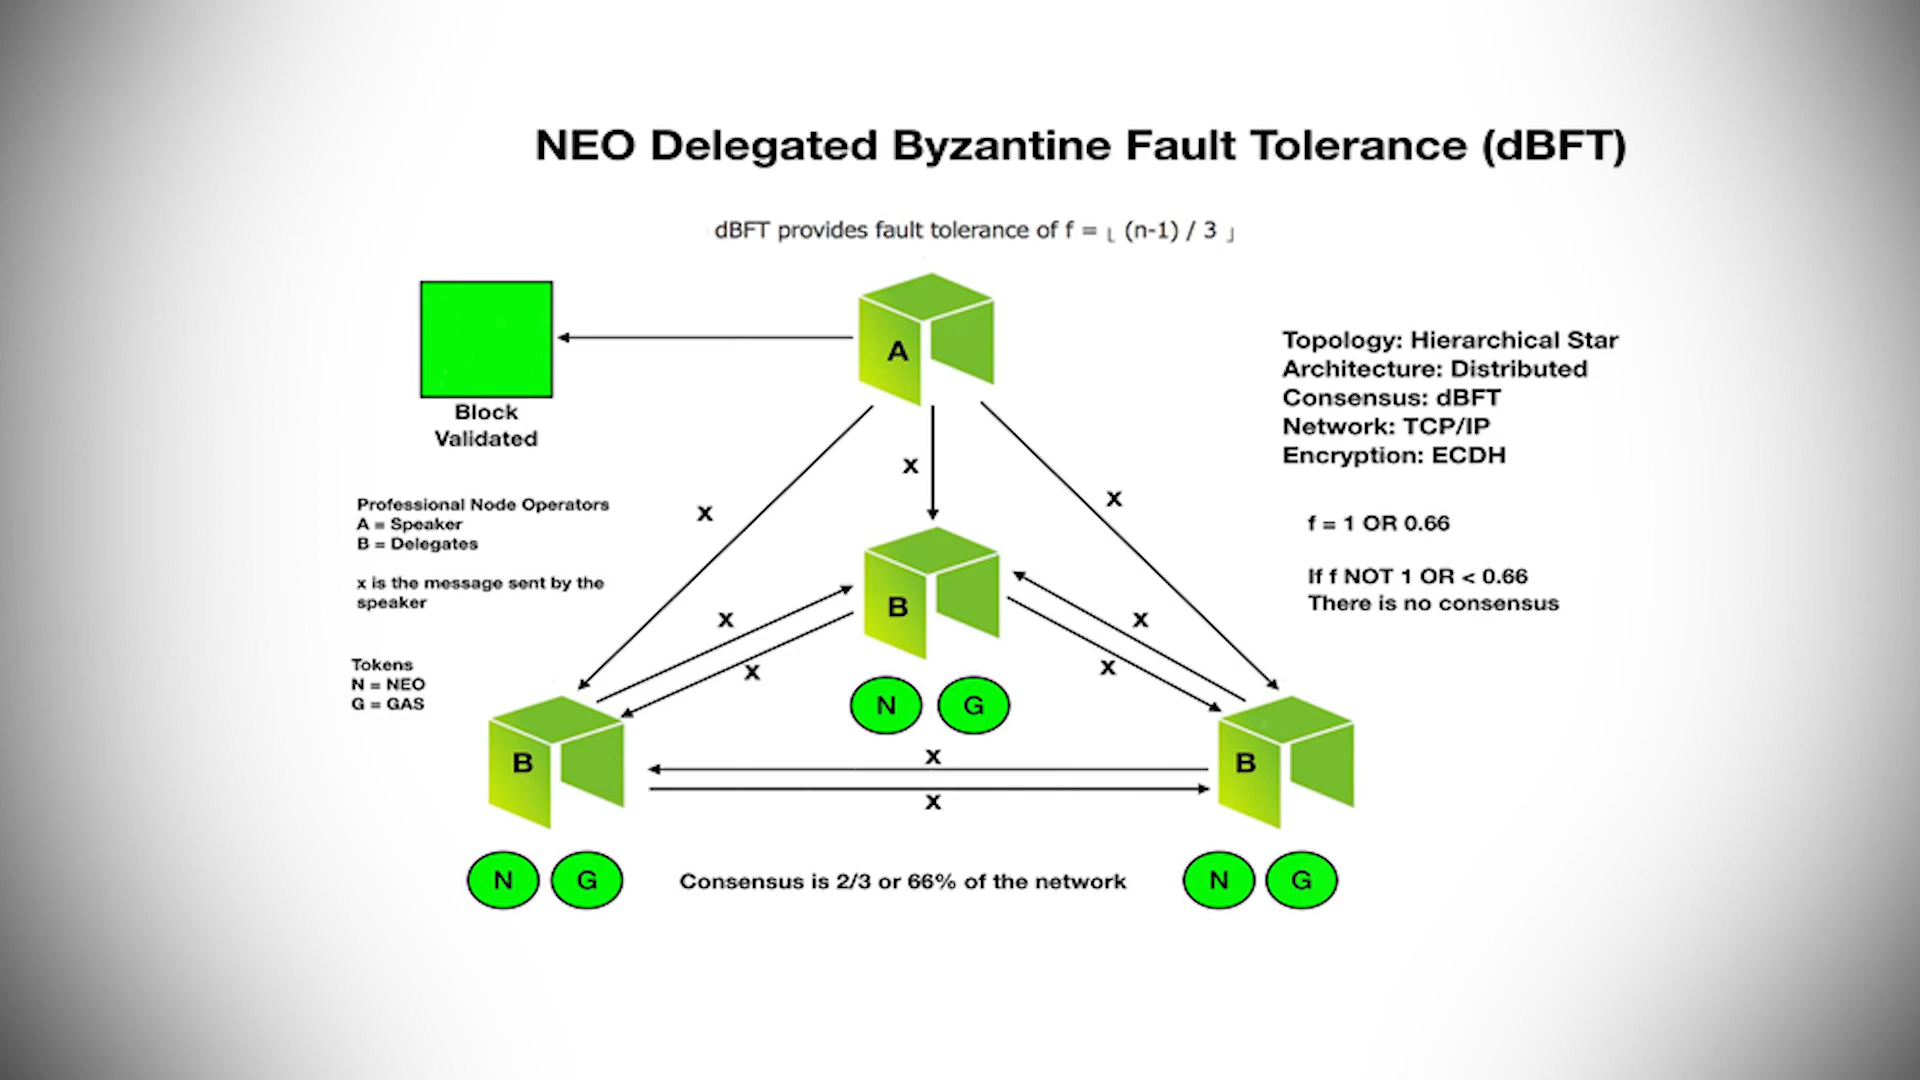 NEO Delegated Byzantine Fault Tolerance (dBFT)
dBFT provides fault tolerance of f = ⌊ (n-1) / 3 ⌋
A
Block
Validated
Topology: Hierarchical Star
Architecture: Distributed
Consensus: dBFT
Network: TCP/IP
Encryption: ECDH
x
x
x
Professional Node Operators
A = Speaker
B = Delegates
x is the message sent by the
speaker
f = 1 OR 0.66
If f NOT 1 OR < 0.66
There is no consensus
B
x
x
x
x
Tokens
N = NEO
G = GAS
N G
B
B
x
x
N G
Consensus is 2/3 or 66% of the network
N G